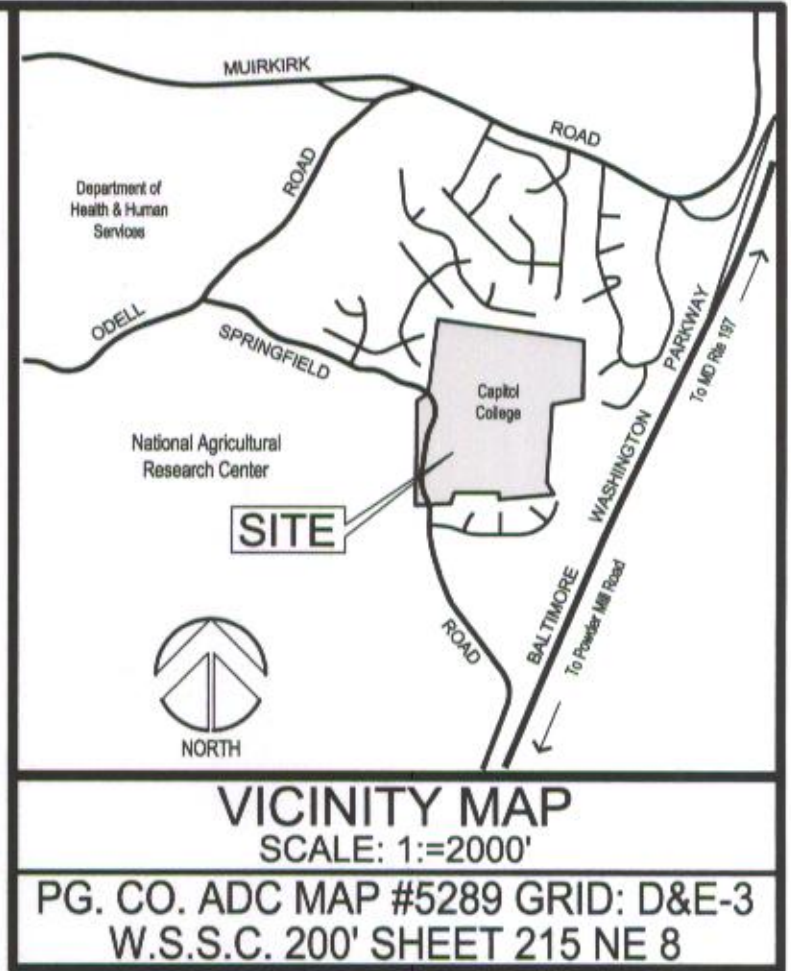 MUIRKIRK
ROAD
Department of
Health & Human
Services
ROAD
ODELL
SPRINGFIELD
PARKWAY
To MD Rte 197
Capitol
College
National Agricultural
Research Center
WASHINGTON
SITE
BALTIMORE
To Powder Mill Road
ROAD
NORTH
VICINITY MAP
SCALE: 1:=2000'
PG. CO. ADC MAP #5289 GRID: D&E-3
W.S.S.C. 200' SHEET 215 NE 8